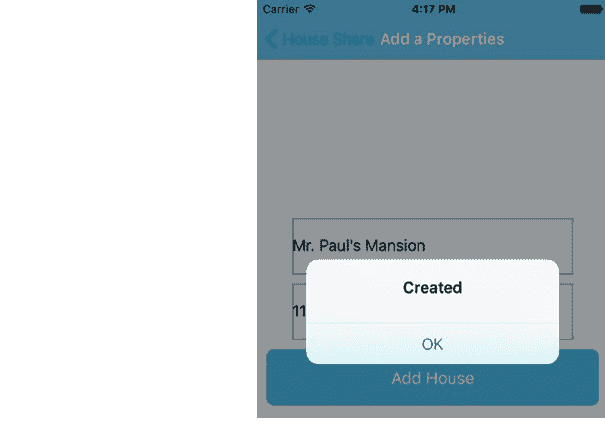 Carrier 4:17 PM
House Share Add a Properties
Mr. Paul's Mansion
Created
11
OK
Add House